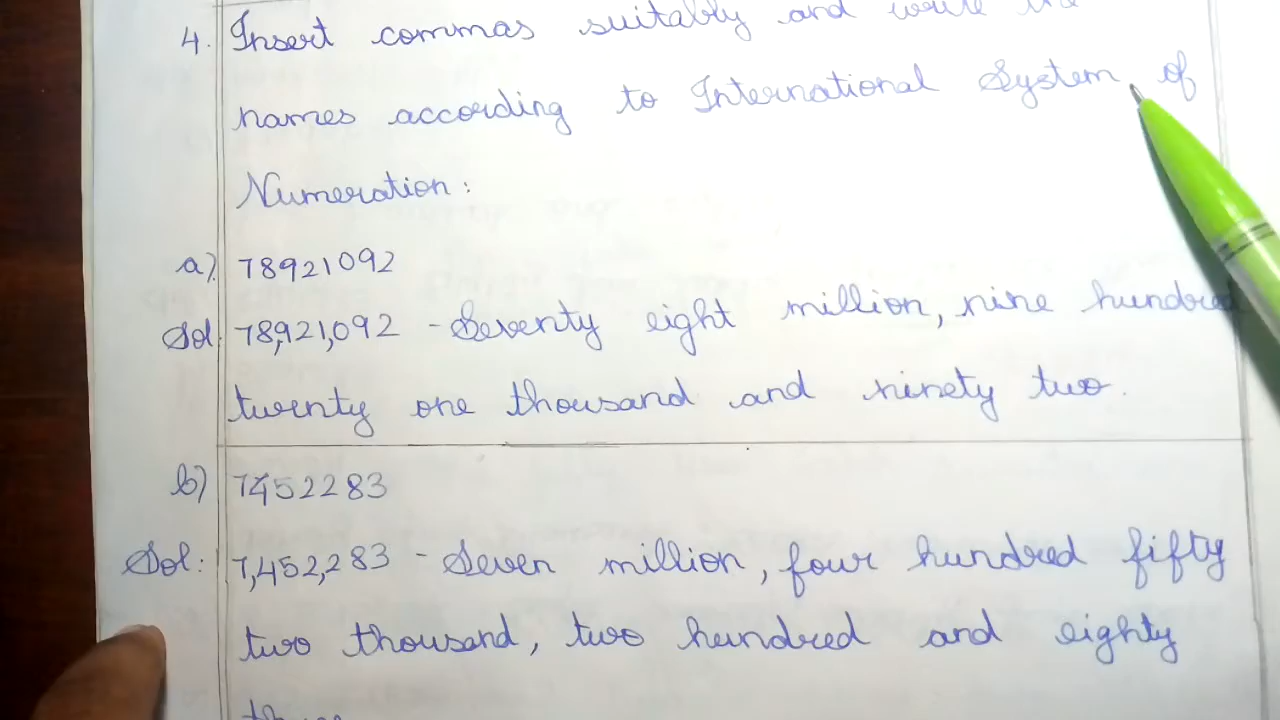 4. Insert commas suitably and write the
names according to International System of
Numeration:
a) 78921092
Sol. 78,921,092 - Seventy eight million, nine hundred
twenty one thousand and ninety two.
b) 7452283
Sol: 7,452,283 - Seven million, four hundred fifty
two thousand, two hundred and eighty